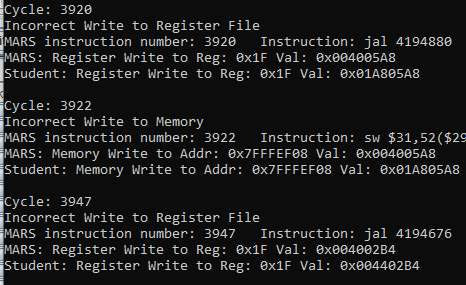 Cycle: 3920
Incorrect Write to Register File
MARS instruction number: 3920   Instruction: jal 4194880
MARS: Register Write to Reg: 0x1F Val: 0x004005A8
Student: Register Write to Reg: 0x1F Val: 0x01A805A8

Cycle: 3922
Incorrect Write to Memory
MARS instruction number: 3922   Instruction: sw $31,52($29
MARS: Memory Write to Addr: 0x7FFFEF08 Val: 0x004005A8
Student: Memory Write to Addr: 0x7FFFEF08 Val: 0x01A805A8

Cycle: 3947
Incorrect Write to Register File
MARS instruction number: 3947   Instruction: jal 4194676
MARS: Register Write to Reg: 0x1F Val: 0x004002B4
Student: Register Write to Reg: 0x1F Val: 0x004402B4